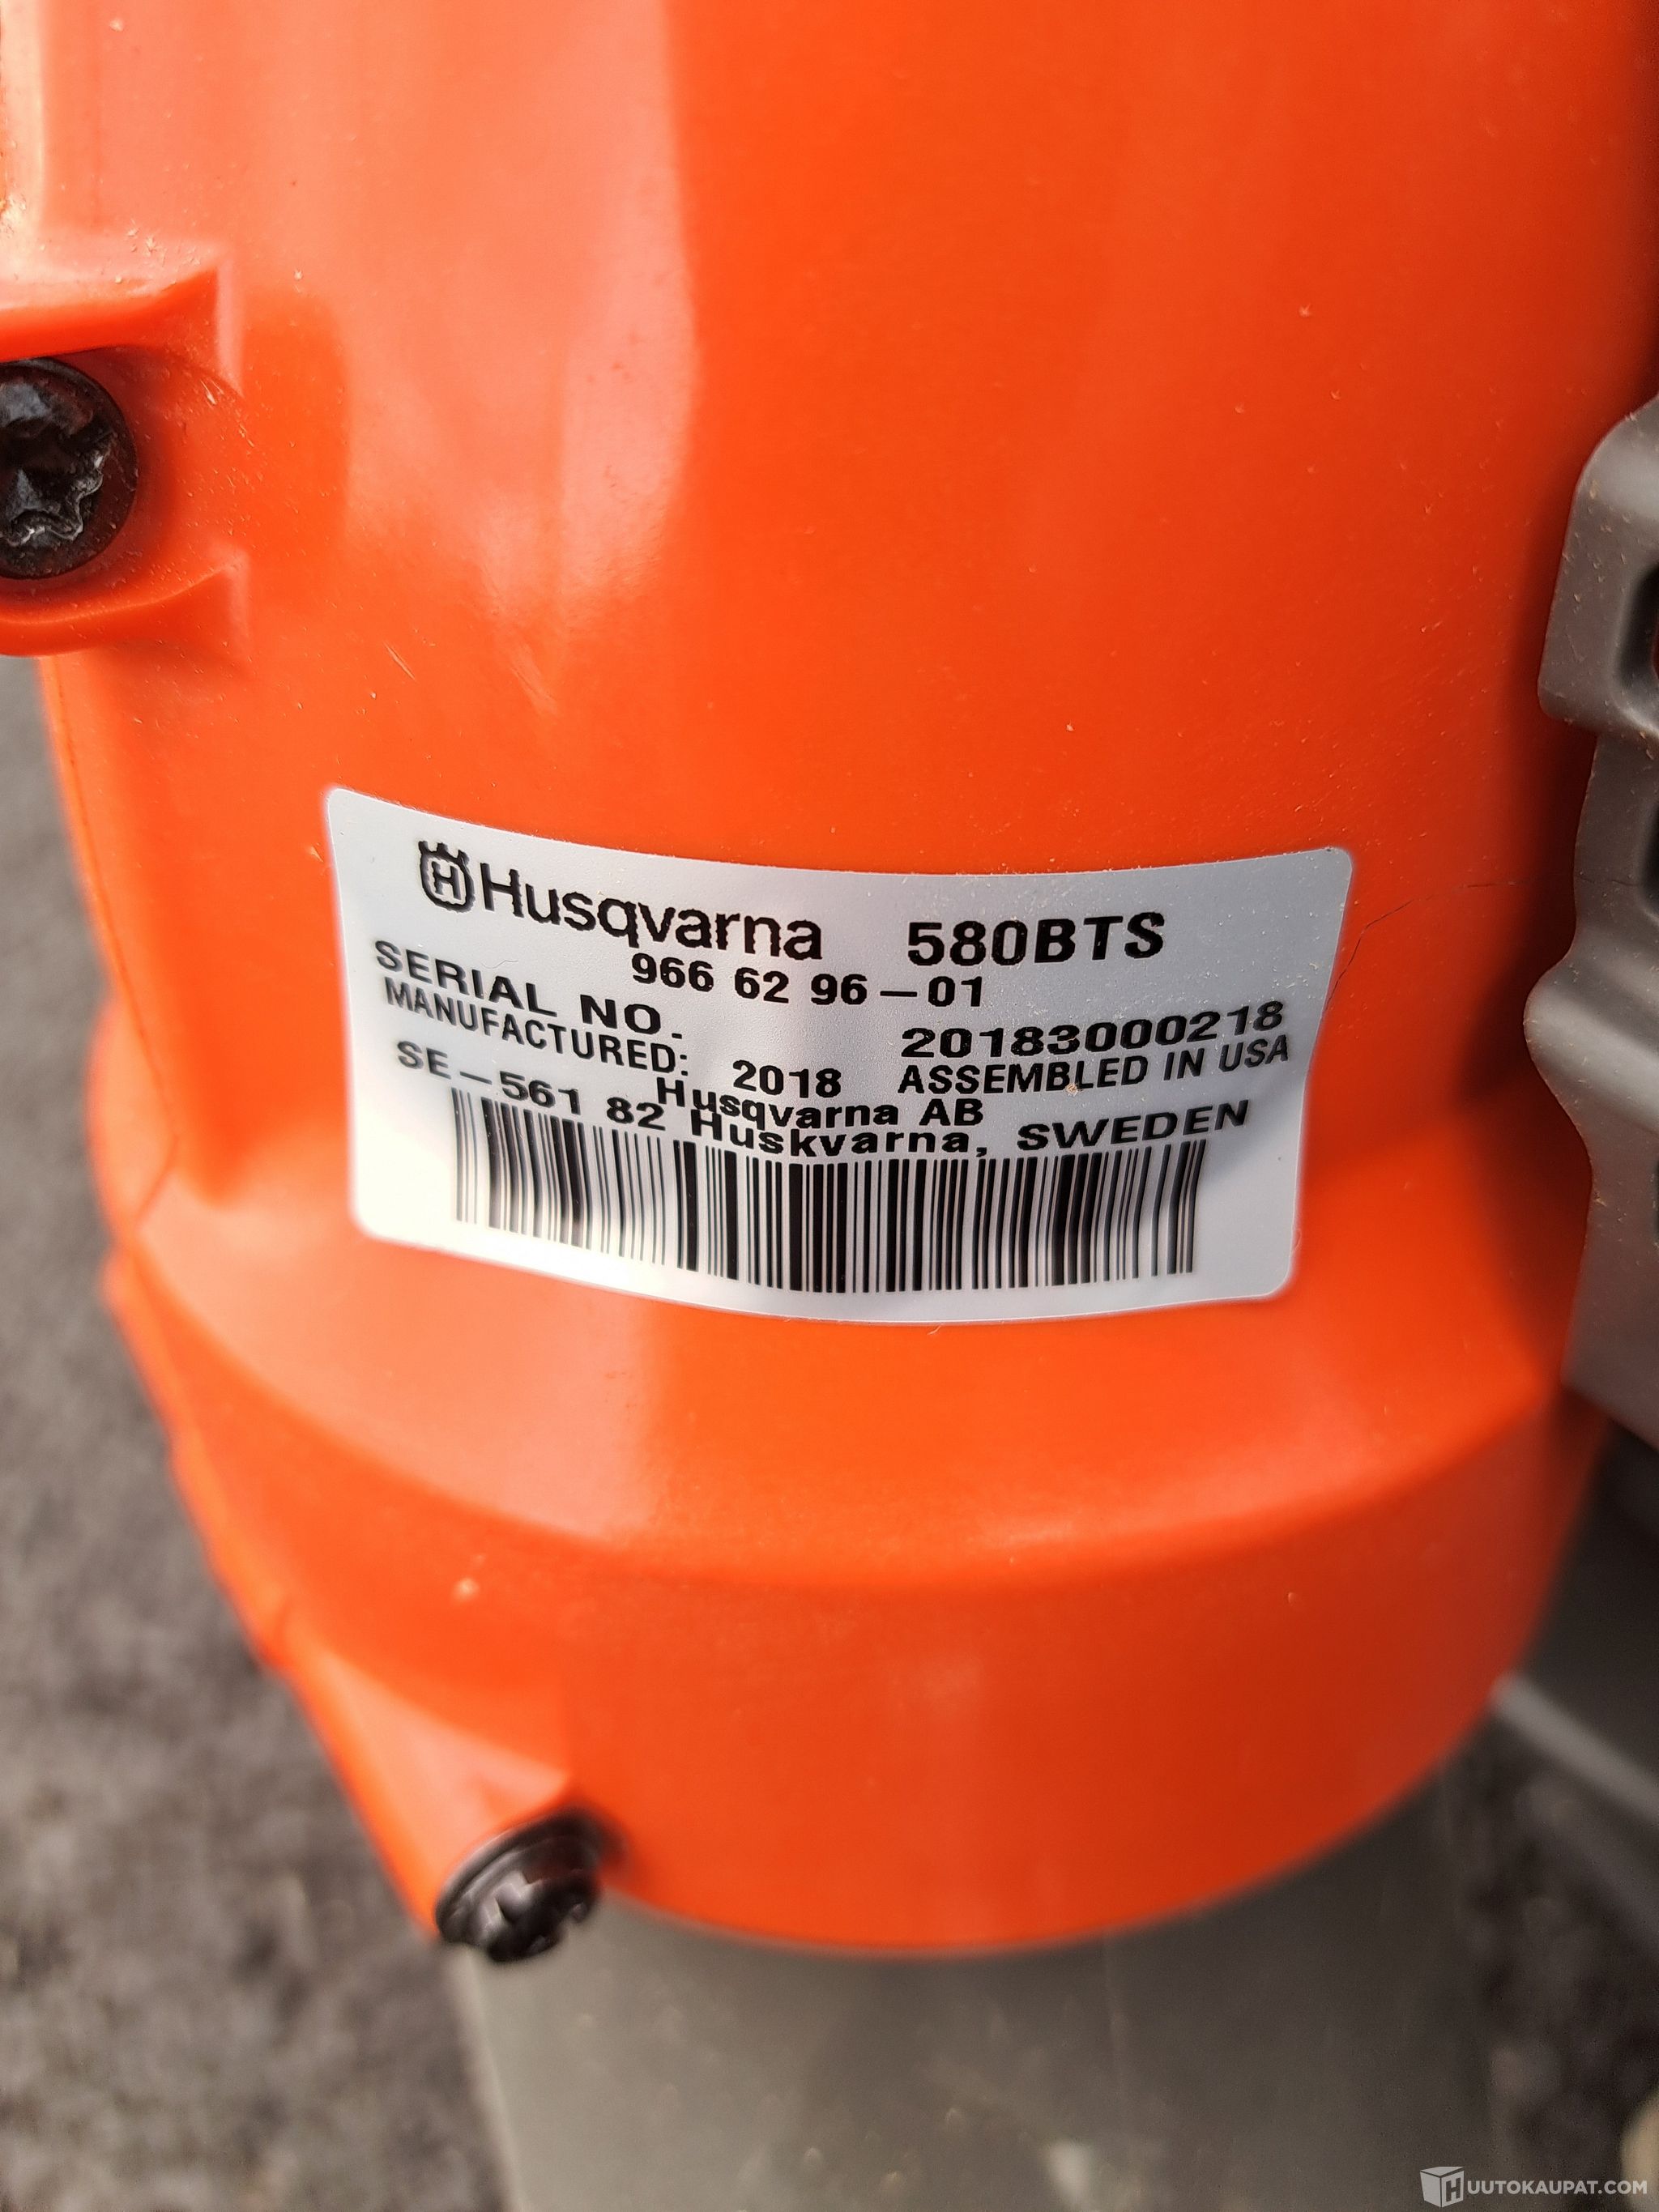 H Husqvarna 580BTS
966 62 96-01
SERIAL NO. 20183000218
MANUFACTURED: 2018 ASSEMBLED IN USA
Husqvarna AB
SE-561 82 Huskvarna, SWEDEN
HUUTOKAUPAT.COM